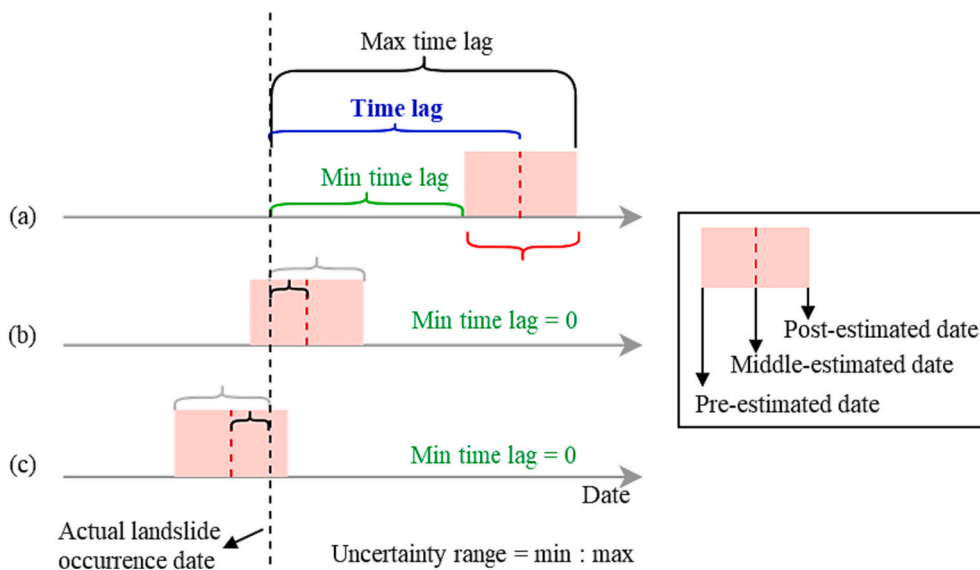 Max time lag
Time lag
Min time lag
(a)
(b)
Min time lag = 0
(c)
Min time lag = 0
Date
Actual landslide
occurrence date
Uncertainty range = min : max
Post-estimated date
Middle-estimated date
Pre-estimated date